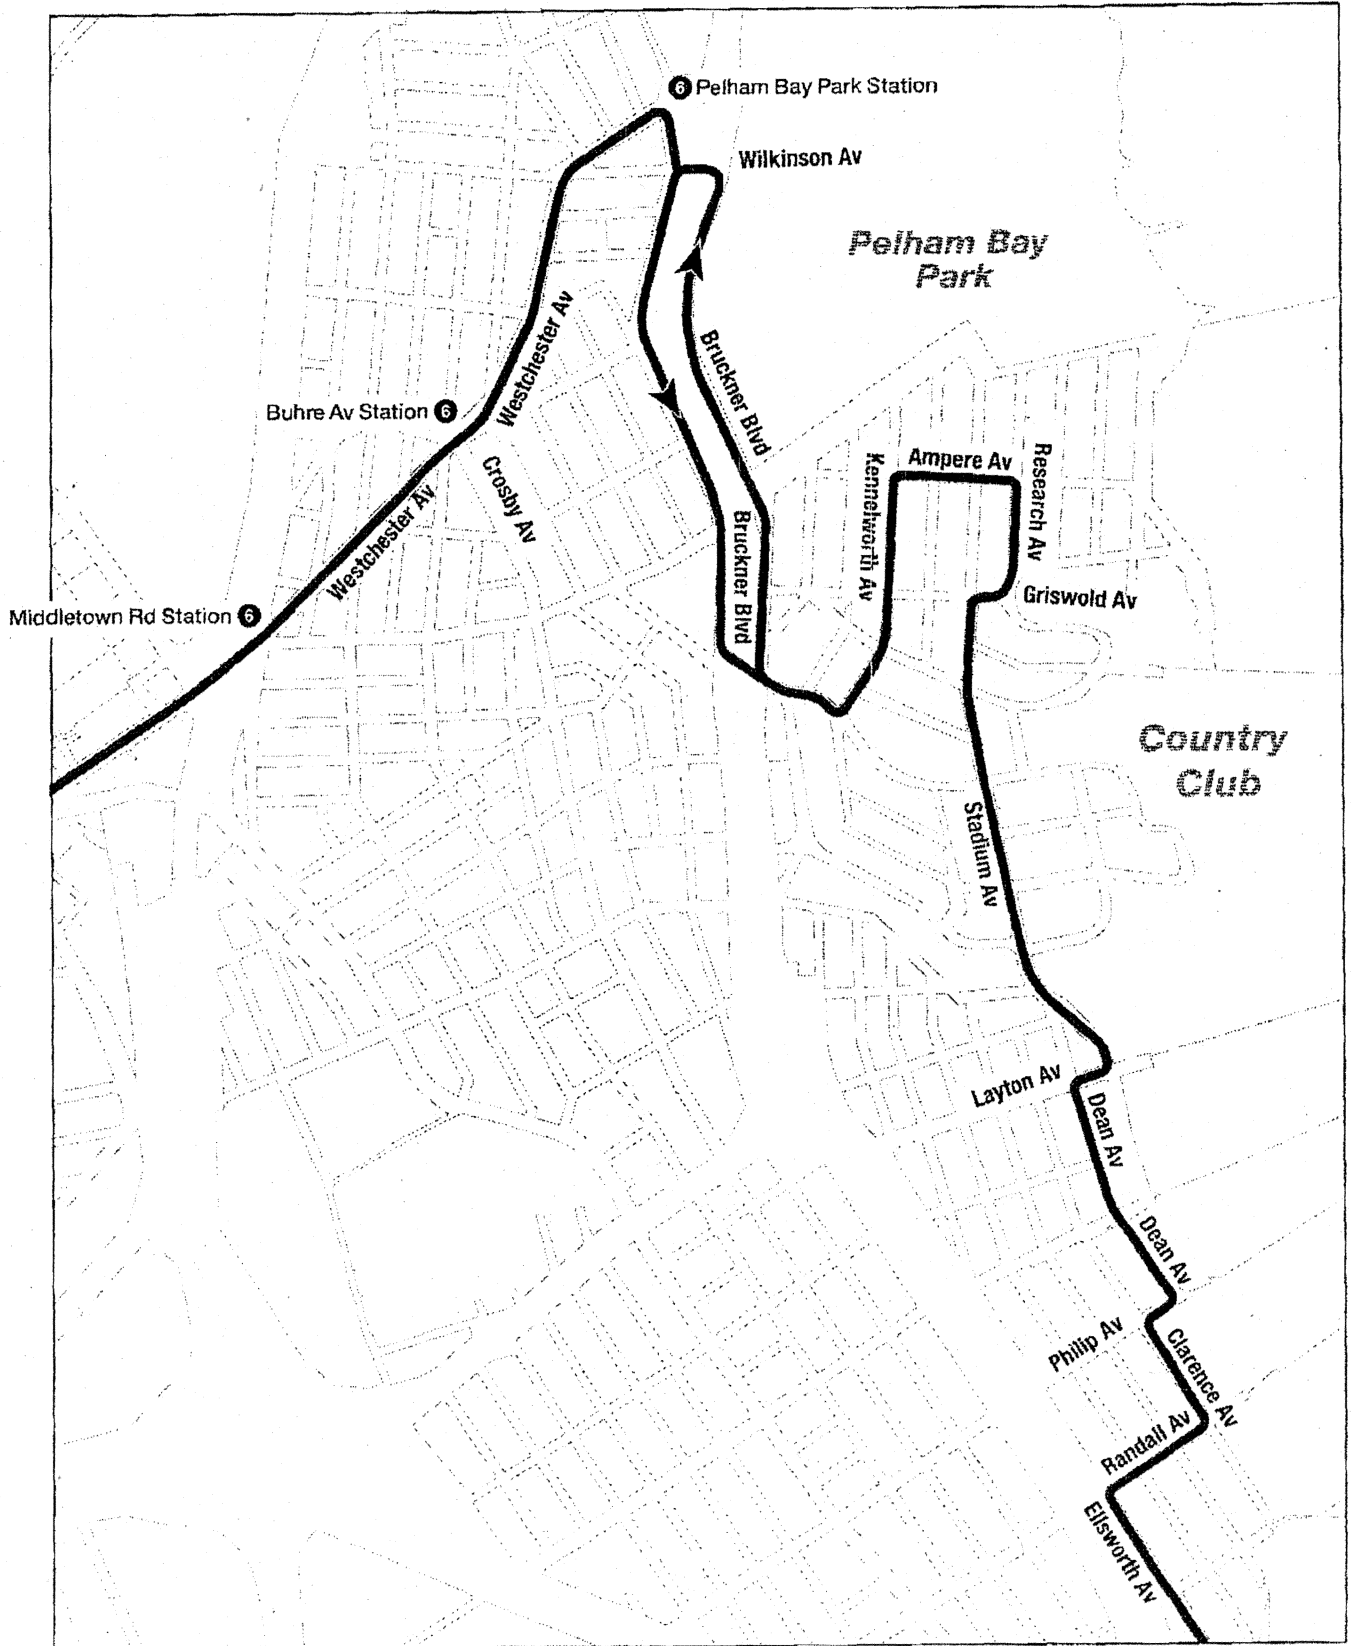 6 Pelham Bay Park Station
Wilkinson Av
Pelham Bay
Park
Westchester Av
Bruckner Blvd
Buhre Av Station 6
Crosby Av
Westchester Av
Kennelworth Av
Ampere Av
Research Av
Bruckner Blvd
Griswold Av
Middletown Rd Station 6
Country
Club
Stadium Av
Layton Av
Dean Av
Dean Av
Philip Av
Clarence Av
Randall Av
Ellsworth Av